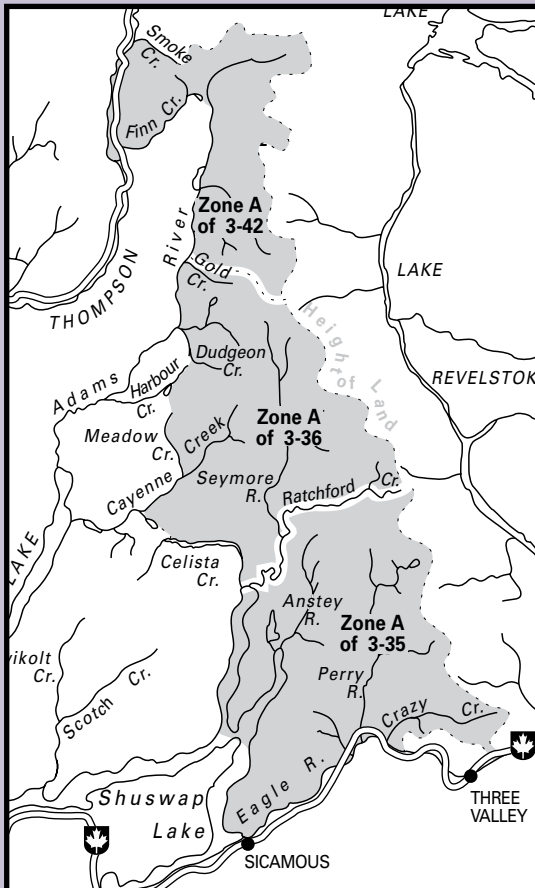 LAKE
Smoke
Cr.
Finn Cr.
Zone A
of 3-42
River
THOMPSON
Gold
Cr.
LAKE
Height
of Land
Adams
Harbour
Cr.
Dudgeon
Cr.
REVELSTOK
Meadow
Cr.
Zone A
of 3-36
Cayenne Creek
Seymore
R.
Ratchford Cr.
LAKE
Celista
Cr.
Anstey
R.
Zone A
of 3-35
wikolt
Cr.
Scotch Cr.
Perry
R.
Crazy Cr.
Eagle R.
Shuswap
Lake
THREE
VALLEY
SICAMOUS